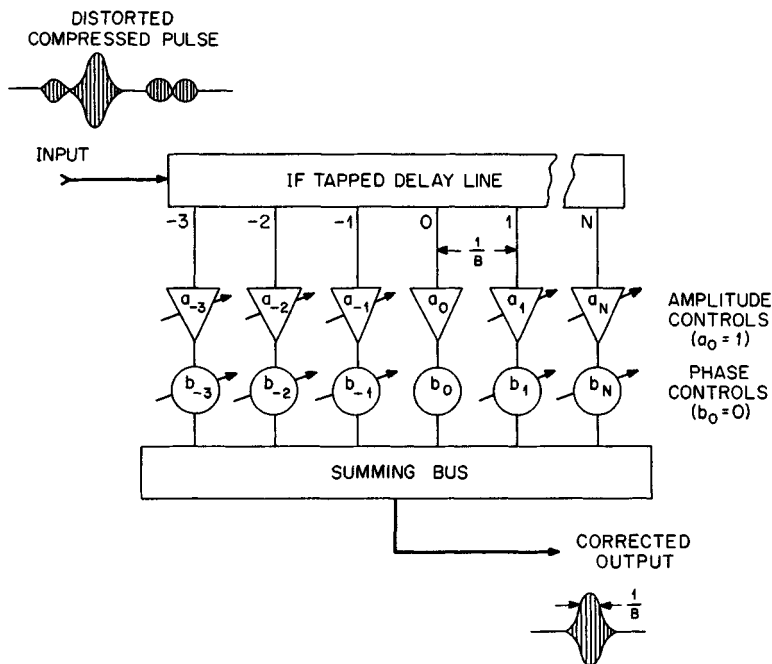 DISTORTED
COMPRESSED PULSE
INPUT
IF TAPPED DELAY LINE
-3 -2 -1 0 1 N
1/B
a-3 a-2 a-1 a0 a1 aN
AMPLITUDE
CONTROLS
(a0 = 1)
b-3 b-2 b-1 b0 b1 bN
PHASE
CONTROLS
(b0 = 0)
SUMMING BUS
CORRECTED
OUTPUT
1/B